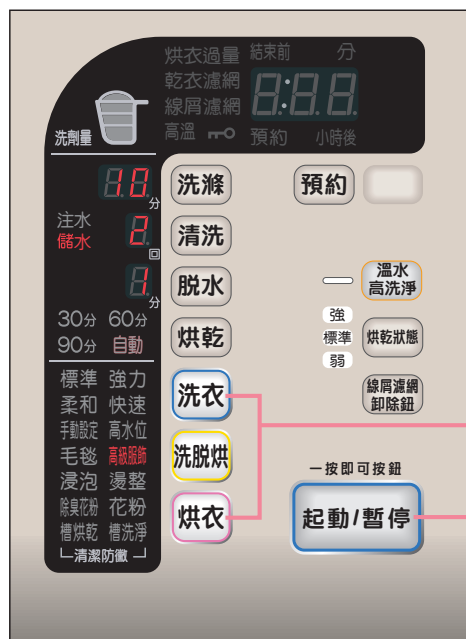 烘衣過量 結束前 分
乾衣濾網
線屑濾網
高溫 預約 小時後
洗劑量
10 分
洗滌
預約
注水
儲水
2 回
清洗
溫水
高洗淨
1 分
脱水
強
標準
弱
烘乾狀態
30分 60分
90分 自動
烘乾
線屑濾網
卸除鈕
標準 強力
柔和 快速
手動設定 高水位
毛毯 高級服飾
浸泡 燙整
除臭花粉 花粉
槽烘乾 槽洗淨
清潔防黴
洗衣
洗脱烘
烘衣
一按即可按鈕
起動/暫停